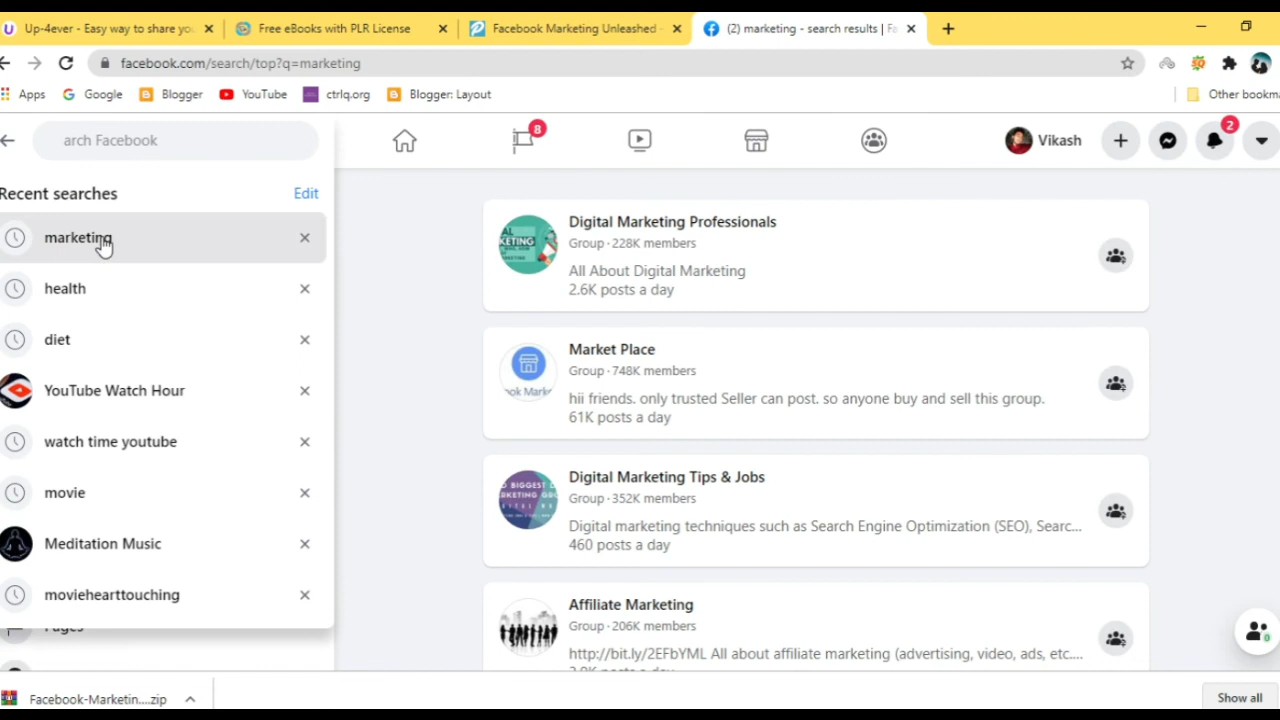 Up-4ever - Easy way to share yo
Free eBooks with PLR License
Facebook Marketing Unleashed -
(2) marketing - search results | Fa
facebook.com/search/top?q=marketing
Apps
Google
Blogger
YouTube
ctrlq.org
Blogger: Layout
Other bookma
arch Facebook
8
Vikash
2
Recent searches
Edit
marketing
health
diet
YouTube Watch Hour
watch time youtube
movie
Meditation Music
moviehearttouching
Pages
Digital Marketing Professionals
Group · 228K members
All About Digital Marketing
2.6K posts a day
Market Place
Group · 748K members
hii friends. only trusted Seller can post. so anyone buy and sell this group.
61K posts a day
Digital Marketing Tips & Jobs
Group · 352K members
Digital marketing techniques such as Search Engine Optimization (SEO), Searc...
460 posts a day
Affiliate Marketing
Group · 206K members
http://bit.ly/2EFbYML All about affiliate marketing (advertising, video, ads, etc....
Facebook-Marketin....zip
Show all